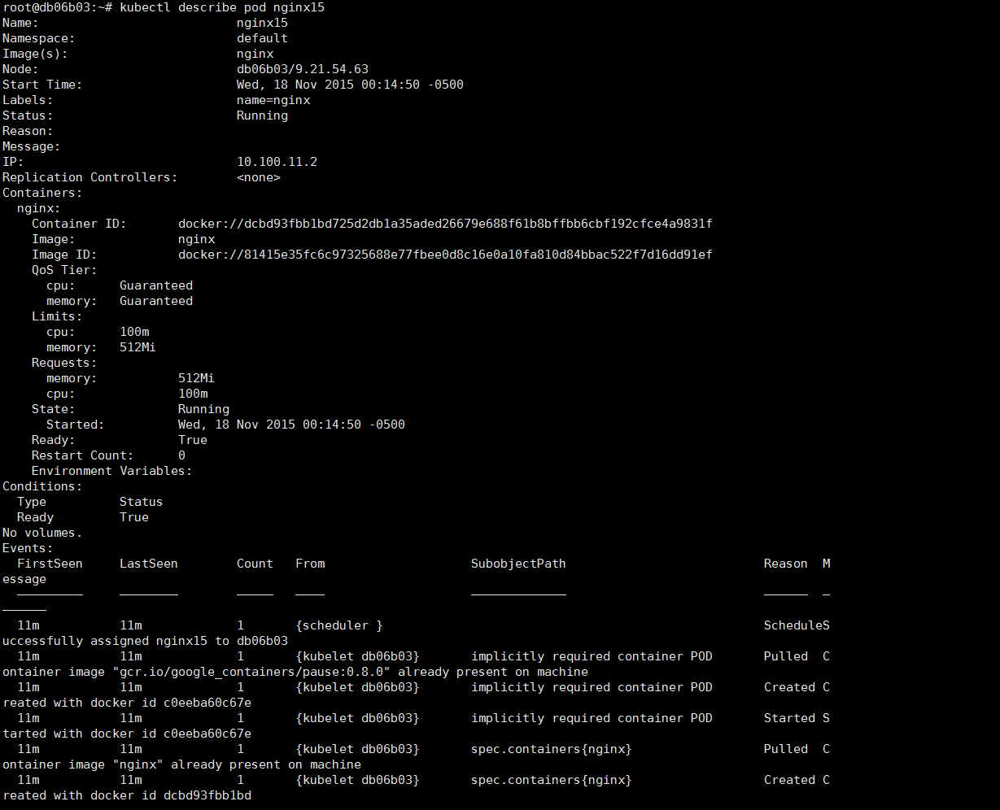 root@db06b03:~# kubectl describe pod nginx15
Name:                           nginx15
Namespace:                      default
Image(s):                       nginx
Node:                           db06b03/9.21.54.63
Start Time:                     Wed, 18 Nov 2015 00:14:50 -0500
Labels:                         name=nginx
Status:                         Running
Reason:
Message:
IP:                             10.100.11.2
Replication Controllers:        <none>
Containers:
  nginx:
    Container ID:       docker://dcbd93fbb1bd725d2db1a35aded26679e688f61b8bffbb6cbf192cfce4a9831f
    Image:              nginx
    Image ID:           docker://81415e35fc6c97325688e77fbee0d8c16e0a10fa810d84bbac522f7d16dd91ef
    QoS Tier:
      cpu:      Guaranteed
      memory:   Guaranteed
    Limits:
      cpu:      100m
      memory:   512Mi
    Requests:
      memory:           512Mi
      cpu:              100m
    State:              Running
      Started:          Wed, 18 Nov 2015 00:14:50 -0500
    Ready:              True
    Restart Count:      0
    Environment Variables:
Conditions:
  Type          Status
  Ready         True
No volumes.
Events:
  FirstSeen     LastSeen        Count   From                    SubobjectPath                           Reason  M
essage
  ─────────     ────────        ─────   ────                    ─────────────                           ──────  ─
──────
  11m           11m             1       {scheduler }                                                    ScheduleS
uccessfully assigned nginx15 to db06b03
  11m           11m             1       {kubelet db06b03}       implicitly required container POD       Pulled  C
ontainer image "gcr.io/google_containers/pause:0.8.0" already present on machine
  11m           11m             1       {kubelet db06b03}       implicitly required container POD       Created C
reated with docker id c0eeba60c67e
  11m           11m             1       {kubelet db06b03}       implicitly required container POD       Started S
tarted with docker id c0eeba60c67e
  11m           11m             1       {kubelet db06b03}       spec.containers{nginx}                  Pulled  C
ontainer image "nginx" already present on machine
  11m           11m             1       {kubelet db06b03}       spec.containers{nginx}                  Created C
reated with docker id dcbd93fbb1bd